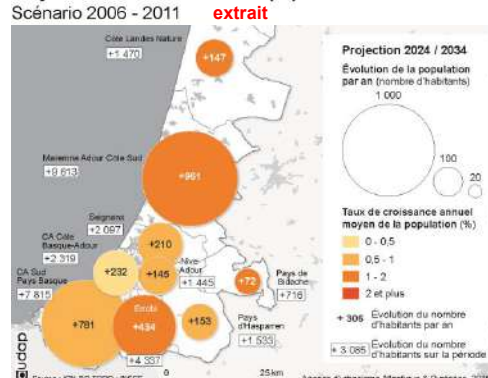 Scénario 2006 - 2011 extrait
Côte Landes Nature
+1 470
+147
Maremne Adour Côte Sud
+9 613
+961
Seignanx
+2 097
+210
CA Côte
Basque-Adour
+2 319
+232
Nive-
Adour
+1 445
+145
CA Sud
Pays Basque
+7 815
+781
Errobi
+434
+4 337
+153
Pays
d'Hasparren
+1 533
+72
Pays de
Bidache
+716
0 25 km
audap
Projection 2024 / 2034
Évolution de la population
par an (nombre d'habitants)
1 000
100
20
Taux de croissance annuel
moyen de la population (%)
0 - 0,5
0,5 - 1
1 - 2
2 et plus
+ 306 Évolution du nombre
d'habitants par an
+ 3 085 Évolution du nombre
d'habitants sur la période